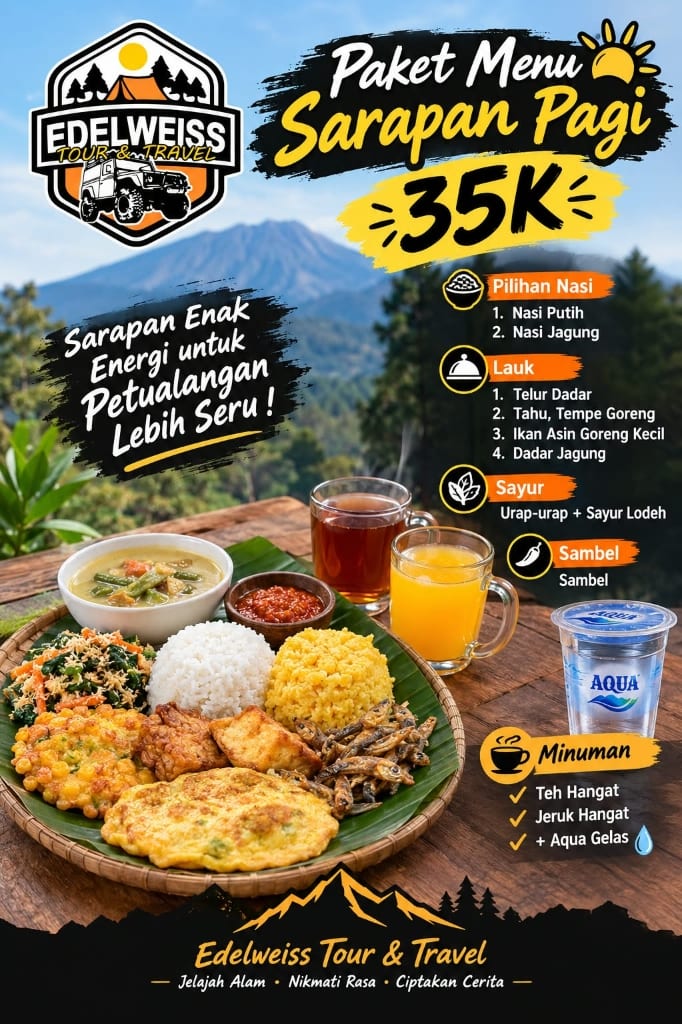 EDELWEISS
TOUR & TRAVEL
Paket Menu
Sarapan Pagi
35K
Sarapan Enak
Energi untuk
Petualangan
Lebih Seru !
Pilihan Nasi
1. Nasi Putih
2. Nasi Jagung
Lauk
1. Telur Dadar
2. Tahu, Tempe Goreng
3. Ikan Asin Goreng Kecil
4. Dadar Jagung
Sayur
Urap-urap + Sayur Lodeh
Sambel
Sambel
AQUA
AQUA
Minuman
✓ Teh Hangat
✓ Jeruk Hangat
✓ + Aqua Gelas
Edelweiss Tour & Travel
— Jelajah Alam • Nikmati Rasa • Ciptakan Cerita —